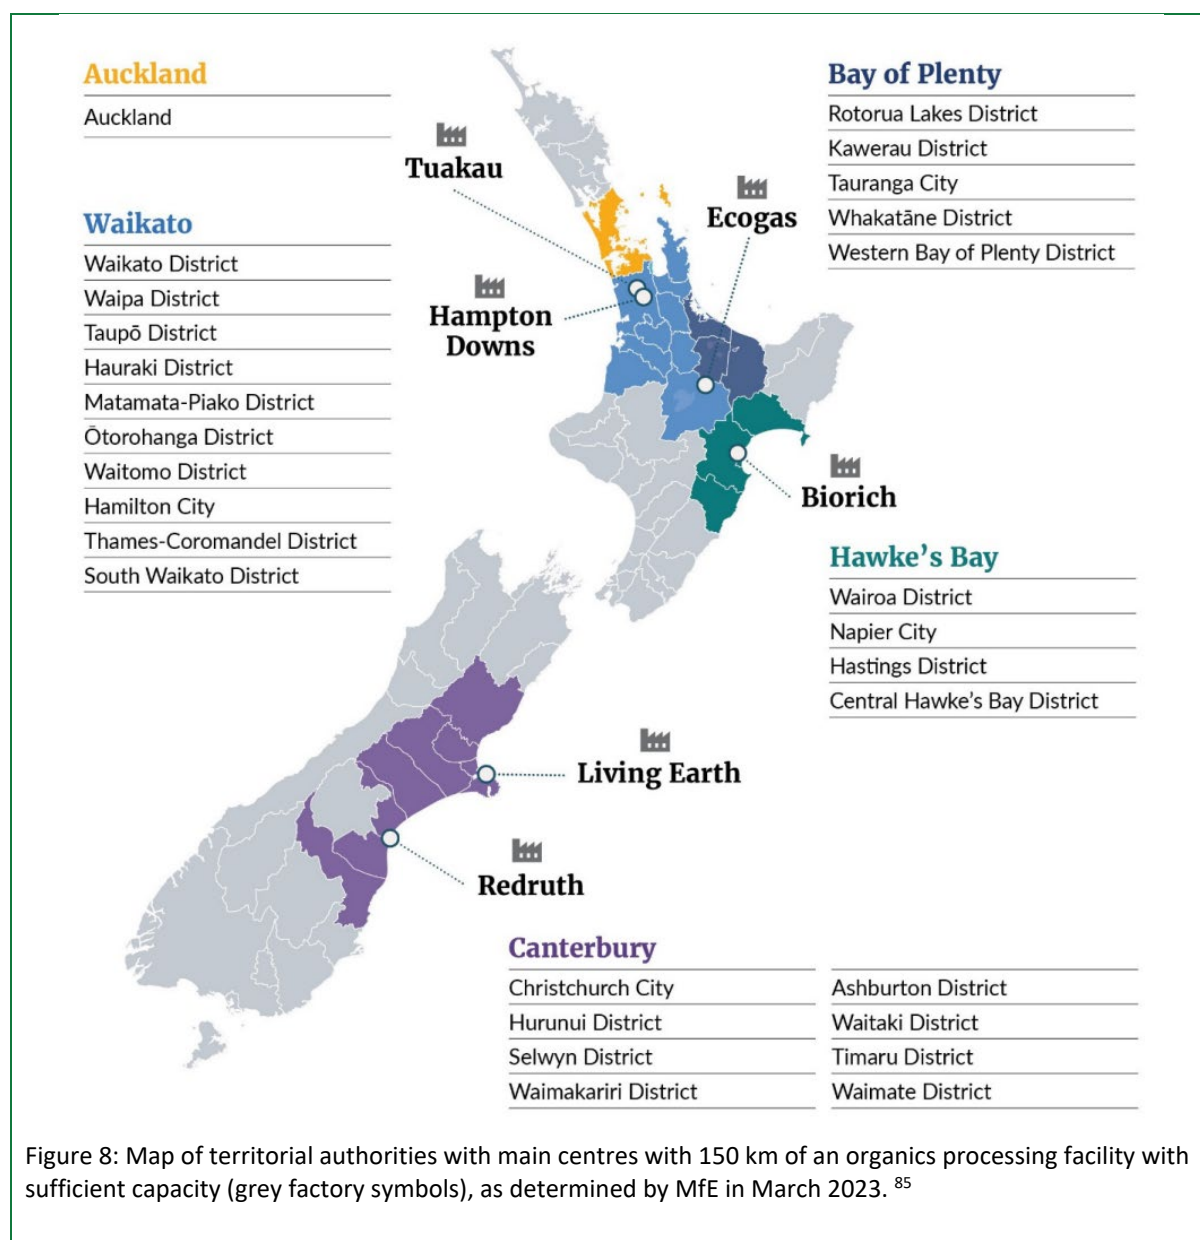 Auckland
Auckland
Waikato
Waikato District
Waipa District
Taupō District
Hauraki District
Matamata-Piako District
Ōtorohanga District
Waitomo District
Hamilton City
Thames-Coromandel District
South Waikato District
Tuakau
Hampton
Downs
Ecogas
Bay of Plenty
Rotorua Lakes District
Kawerau District
Tauranga City
Whakatāne District
Western Bay of Plenty District
Biorich
Hawke's Bay
Wairoa District
Napier City
Hastings District
Central Hawke's Bay District
Living Earth
Redruth
Canterbury
Christchurch City
Hurunui District
Selwyn District
Waimakariri District
Ashburton District
Waitaki District
Timaru District
Waimate District
Figure 8: Map of territorial authorities with main centres with 150 km of an organics processing facility with
sufficient capacity (grey factory symbols), as determined by MfE in March 2023. 85